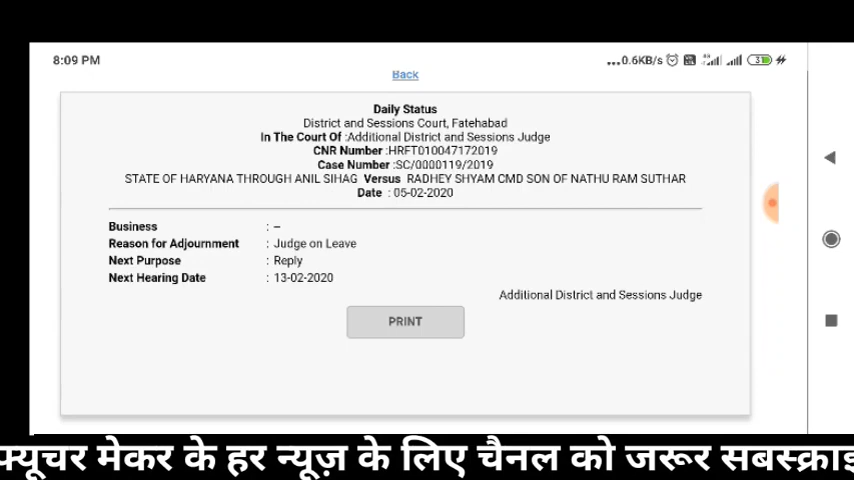 8:09 PM ...0.6KB/s 31
Back
Daily Status
District and Sessions Court, Fatehabad
In The Court Of :Additional District and Sessions Judge
CNR Number :HRFT010047172019
Case Number :SC/0000119/2019
STATE OF HARYANA THROUGH ANIL SIHAG Versus RADHEY SHYAM CMD SON OF NATHU RAM SUTHAR
Date : 05-02-2020
Business : --
Reason for Adjournment : Judge on Leave
Next Purpose : Reply
Next Hearing Date : 13-02-2020
Additional District and Sessions Judge
PRINT
फ्यूचर मेकर के हर न्यूज़ के लिए चैनल को जरूर सबस्क्राइ